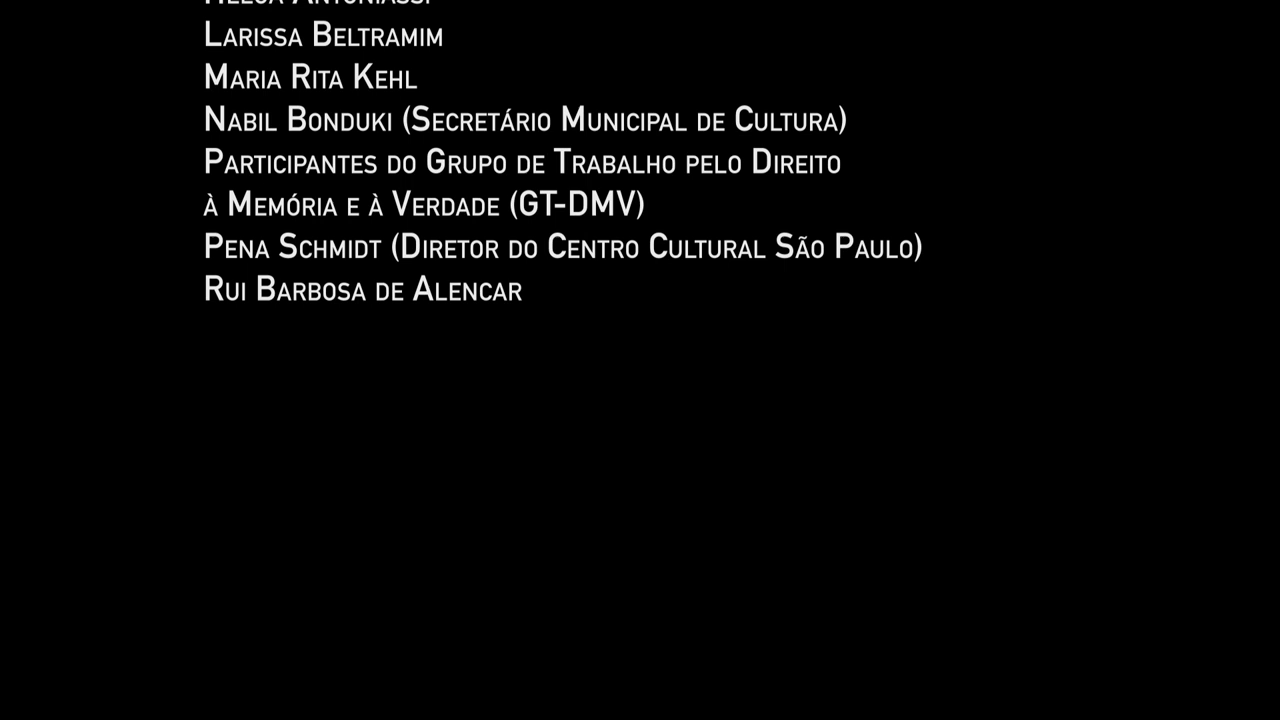 Larissa Beltramim
Maria Rita Kehl
Nabil Bonduki (Secretário Municipal de Cultura)
Participantes do Grupo de Trabalho pelo Direito
à Memória e à Verdade (GT-DMV)
Pena Schmidt (Diretor do Centro Cultural São Paulo)
Rui Barbosa de Alencar